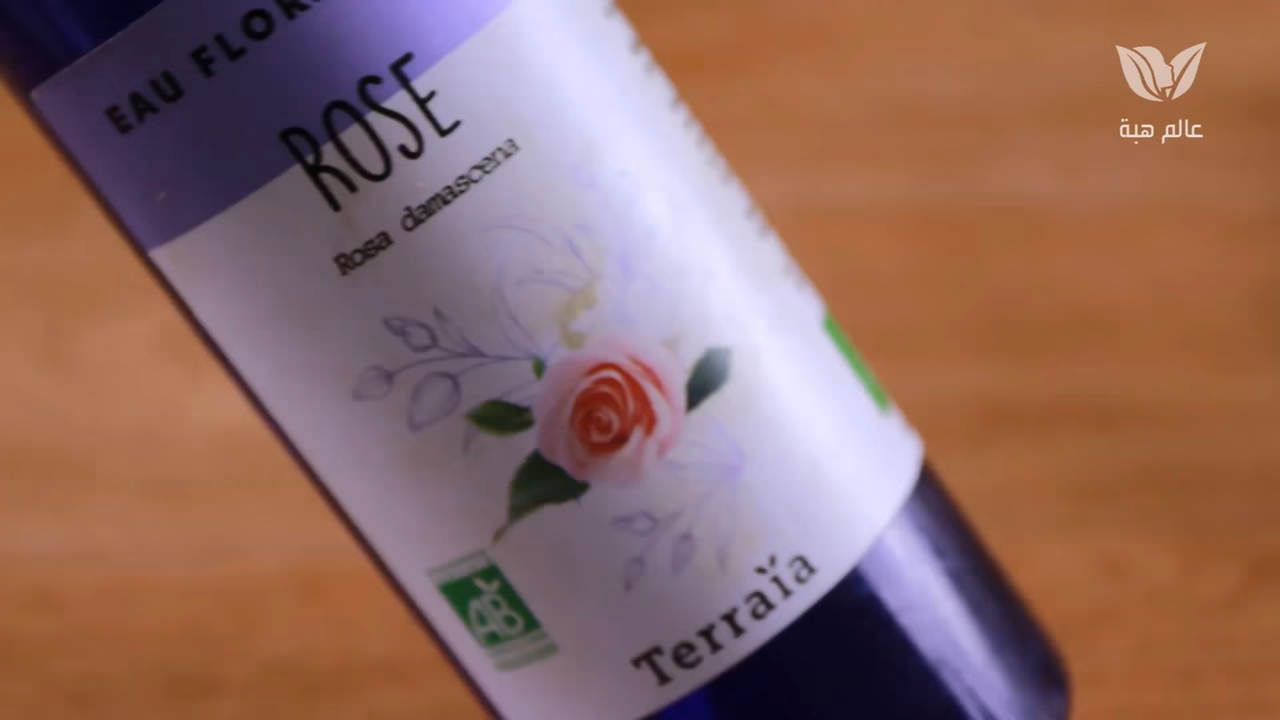 EAU FLOR
ROSE
Rosa damascena
AB
Terraïa
عالم هبة